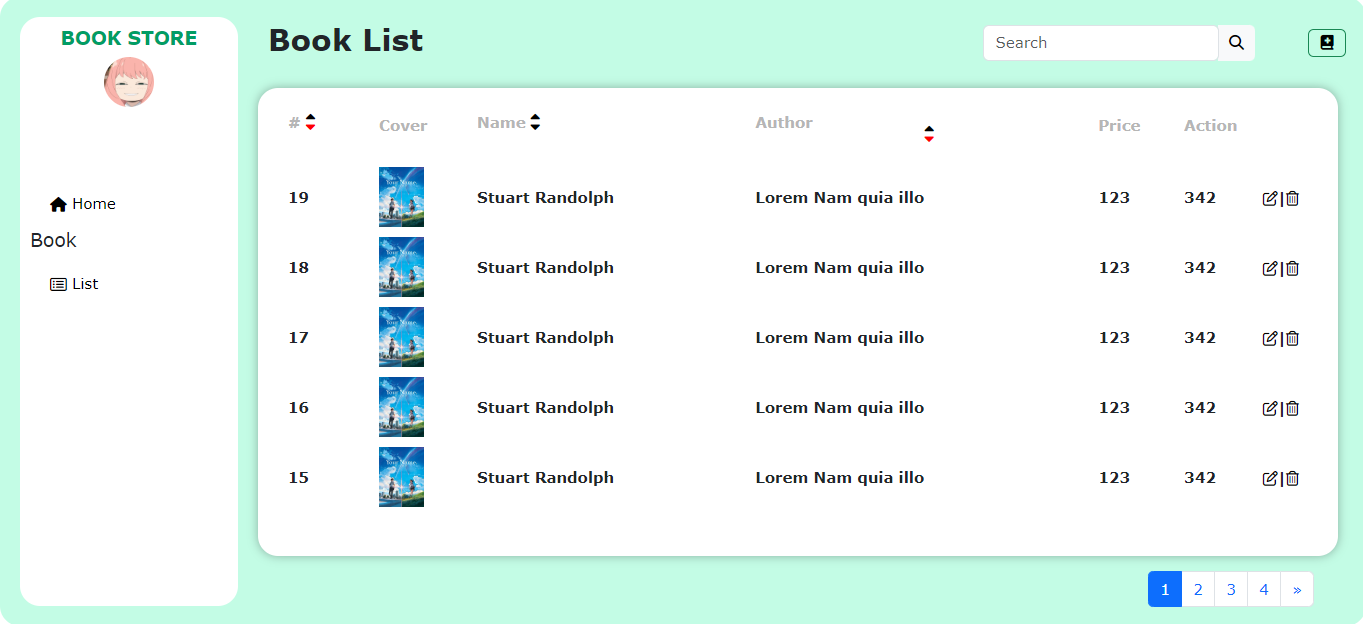 BOOK STORE
Home
Book
List
Book List
Search
# Cover Name Author Price Action
19 Stuart Randolph Lorem Nam quia illo 123 342 |
18 Stuart Randolph Lorem Nam quia illo 123 342 |
17 Stuart Randolph Lorem Nam quia illo 123 342 |
16 Stuart Randolph Lorem Nam quia illo 123 342 |
15 Stuart Randolph Lorem Nam quia illo 123 342 |
1 2 3 4 »